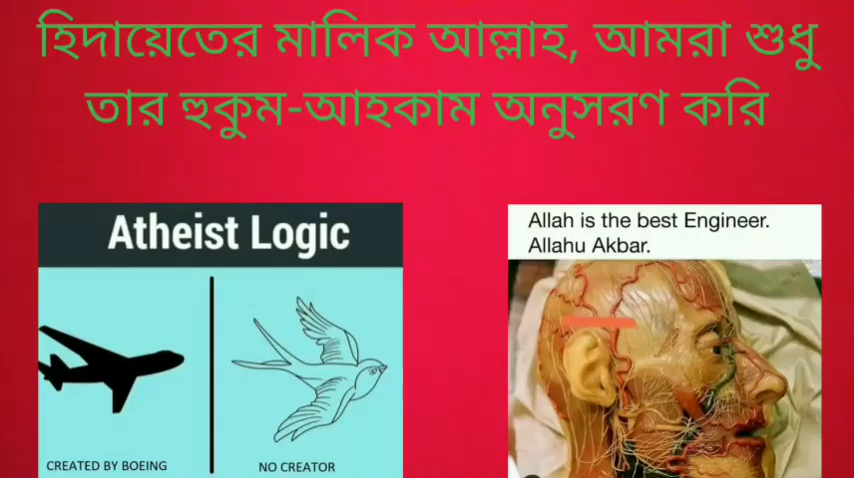 হিদায়েতের মালিক আল্লাহ, আমরা শুধু
তার হুকুম-আহকাম অনুসরণ করি
Atheist Logic
CREATED BY BOEING
NO CREATOR
Allah is the best Engineer.
Allahu Akbar.